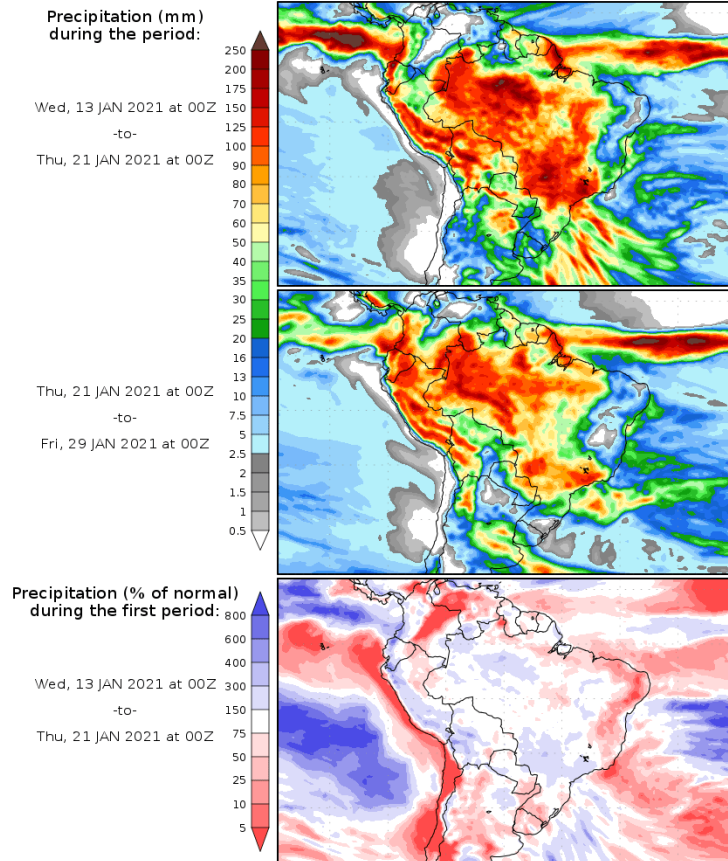 Precipitation (mm)
during the period:
Wed, 13 JAN 2021 at 00Z
-to-
Thu, 21 JAN 2021 at 00Z
250
200
175
150
125
100
90
80
70
60
50
40
35
30
25
20
16
13
10
7.5
5
2.5
2
1.5
1
0.5
Thu, 21 JAN 2021 at 00Z
-to-
Fri, 29 JAN 2021 at 00Z
Precipitation (% of normal)
during the first period:
Wed, 13 JAN 2021 at 00Z
-to-
Thu, 21 JAN 2021 at 00Z
800
600
400
300
150
75
50
25
10
5